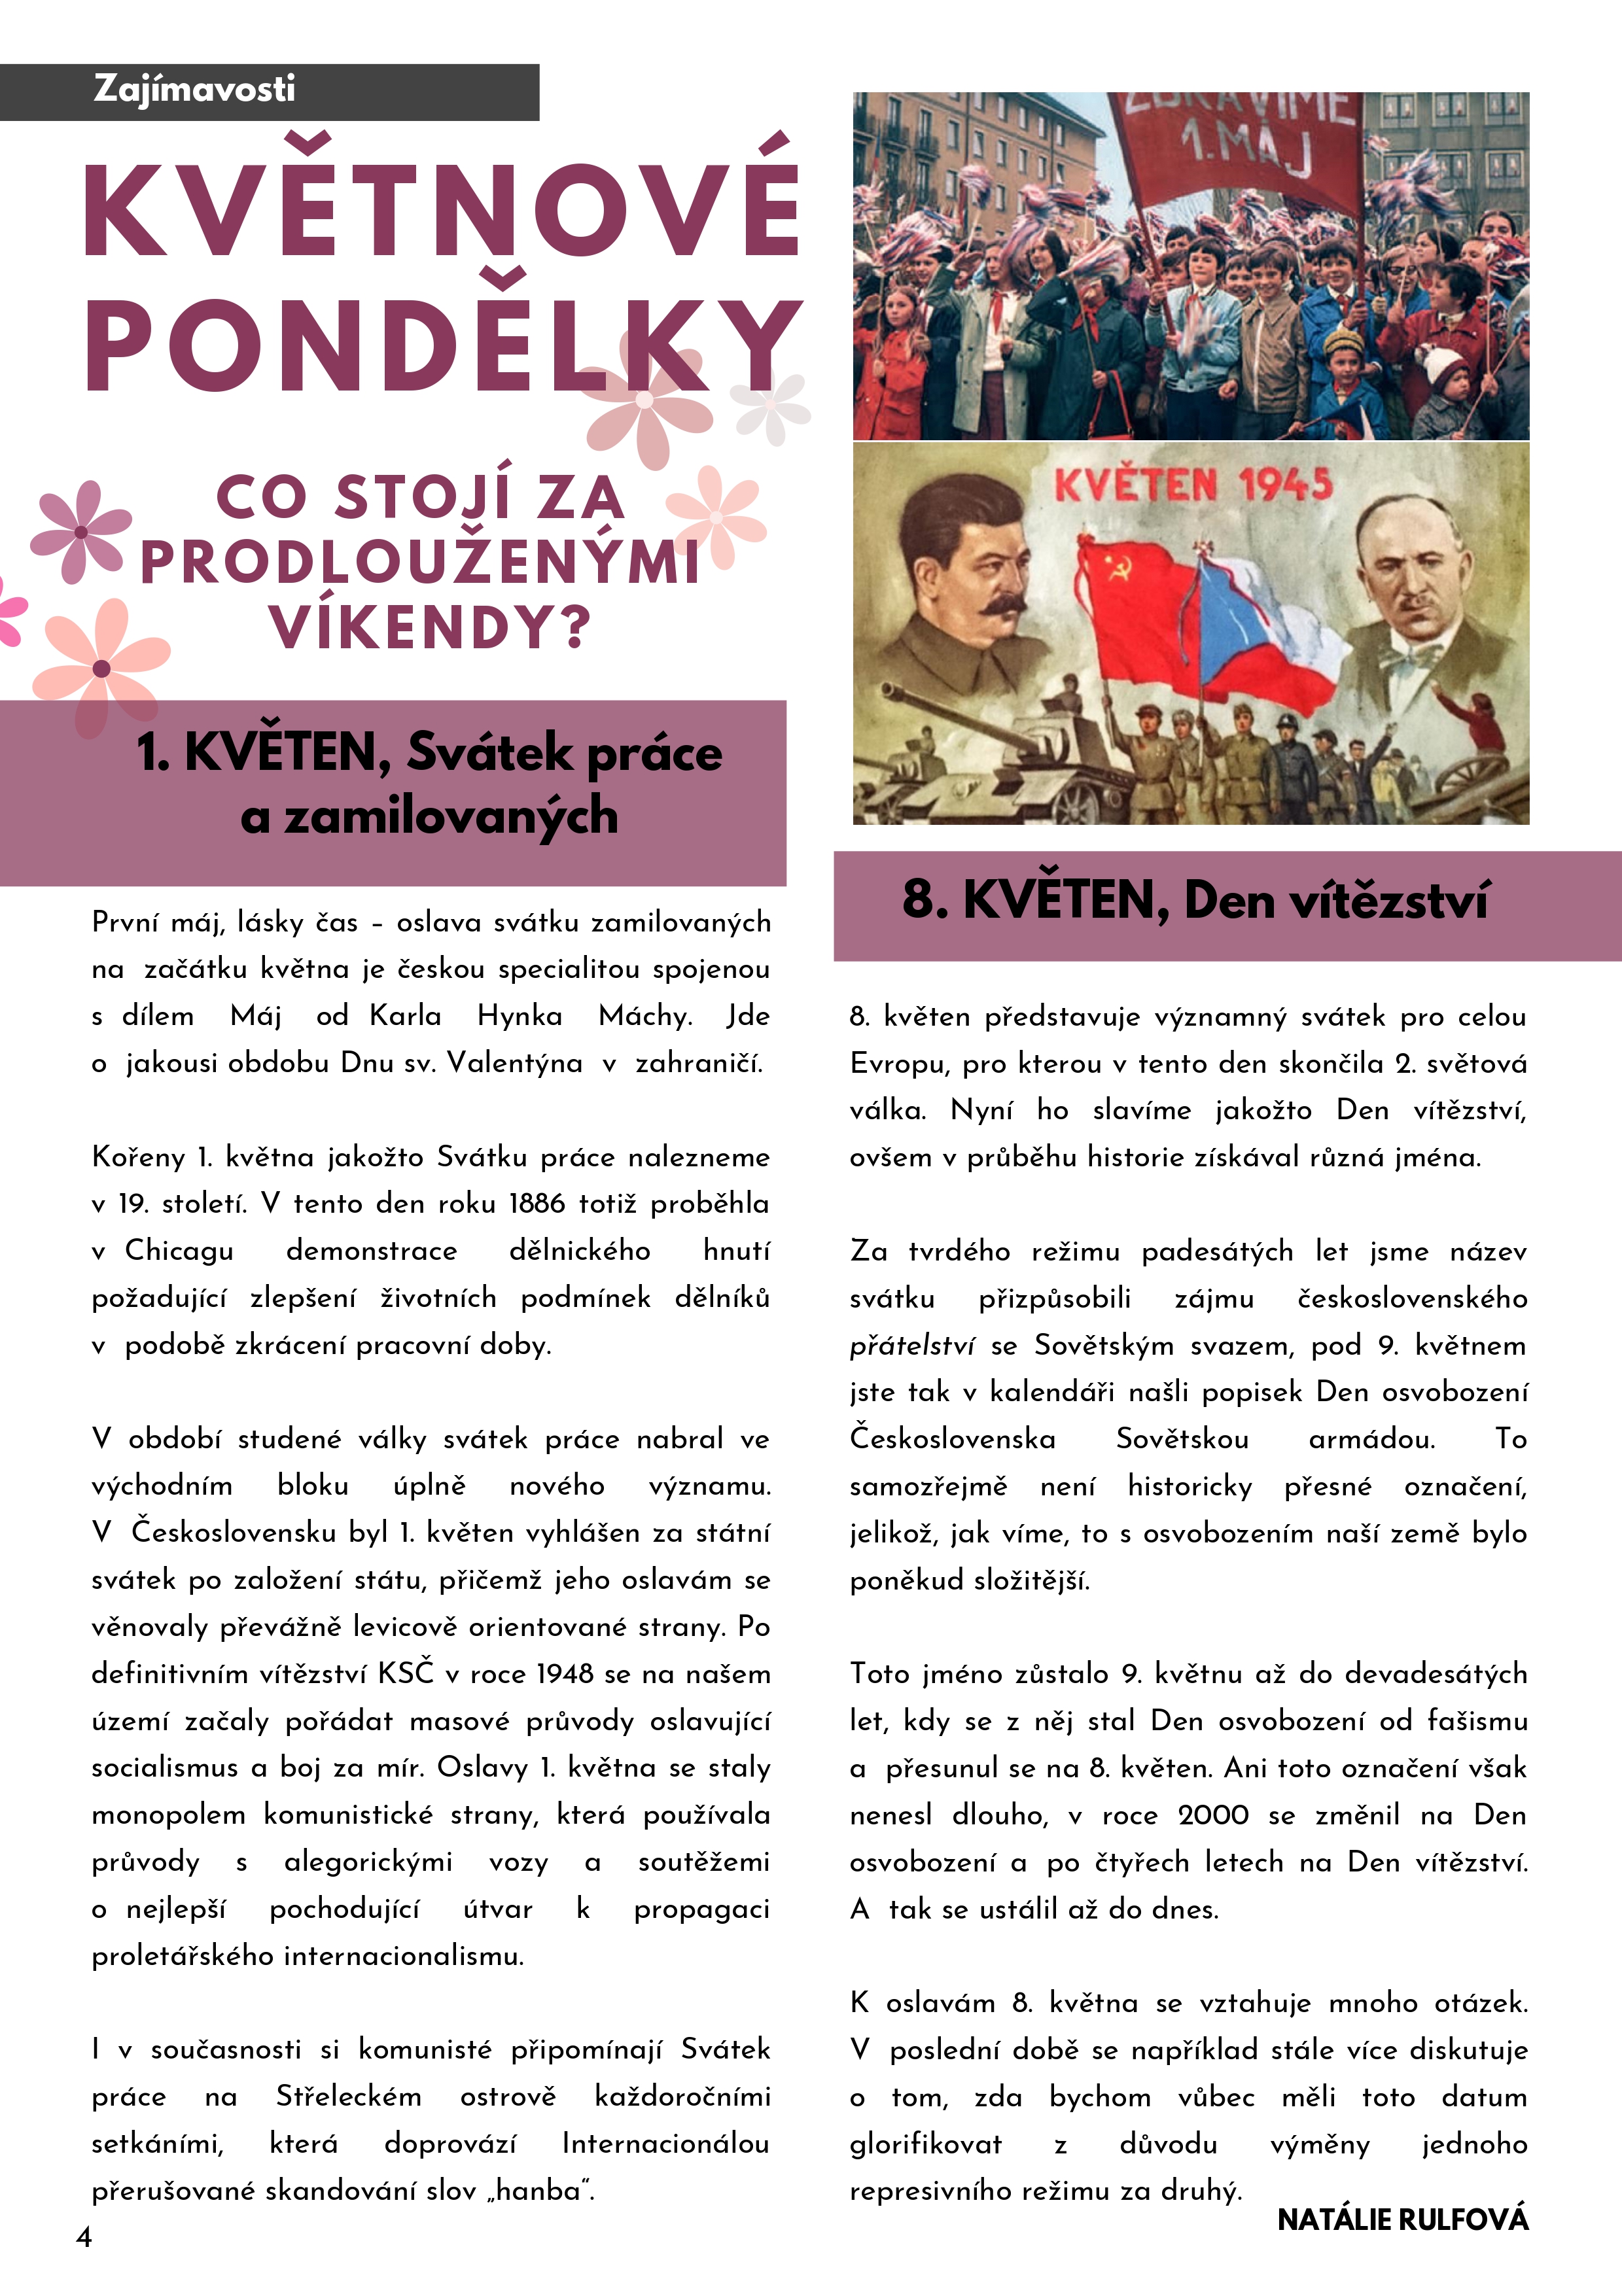 Zajímavosti
KVĚTNOVÉ
PONDĚLKY
CO STOJÍ ZA
PRODLOUŽENÝMI
VÍKENDY?
1. KVĚTEN, Svátek práce
a zamilovaných
První máj, lásky čas – oslava svátku zamilovaných
na začátku května je českou specialitou spojenou
s dílem Máj od Karla Hynka Máchy. Jde
o jakousi obdobu Dnu sv. Valentýna v zahraničí.
Kořeny 1. května jakožto Svátku práce nalezneme
v 19. století. V tento den roku 1886 totiž proběhla
v Chicagu demonstrace dělnického hnutí
požadující zlepšení životních podmínek dělníků
v podobě zkrácení pracovní doby.
V období studené války svátek práce nabral ve
východním bloku úplně nového významu.
V Československu byl 1. květen vyhlášen za státní
svátek po založení státu, přičemž jeho oslavám se
věnovaly převážně levicově orientované strany. Po
definitivním vítězství KSČ v roce 1948 se na našem
území začaly pořádat masové průvody oslavující
socialismus a boj za mír. Oslavy 1. května se staly
monopolem komunistické strany, která používala
průvody s alegorickými vozy a soutěžemi
o nejlepší pochodující útvar k propagaci
proletářského internacionalismu.
I v současnosti si komunisté připomínají Svátek
práce na Střeleckém ostrově každoročními
setkáními, která doprovází Internacionálou
přerušované skandování slov „hanba“.
4
ZDRAVÍME
1. MÁJ
KVĚTEN 1945
8. KVĚTEN, Den vítězství
8. květen představuje významný svátek pro celou
Evropu, pro kterou v tento den skončila 2. světová
válka. Nyní ho slavíme jakožto Den vítězství,
ovšem v průběhu historie získával různá jména.
Za tvrdého režimu padesátých let jsme název
svátku přizpůsobili zájmu československého
přátelství se Sovětským svazem, pod 9. květnem
jste tak v kalendáři našli popisek Den osvobození
Československa Sovětskou armádou. To
samozřejmě není historicky přesné označení,
jelikož, jak víme, to s osvobozením naší země bylo
poněkud složitější.
Toto jméno zůstalo 9. květnu až do devadesátých
let, kdy se z něj stal Den osvobození od fašismu
a přesunul se na 8. květen. Ani toto označení však
nenesl dlouho, v roce 2000 se změnil na Den
osvobození a po čtyřech letech na Den vítězství.
A tak se ustálil až do dnes.
K oslavám 8. května se vztahuje mnoho otázek.
V poslední době se například stále více diskutuje
o tom, zda bychom vůbec měli toto datum
glorifikovat z důvodu výměny jednoho
represivního režimu za druhý.
NATÁLIE RULFOVÁ